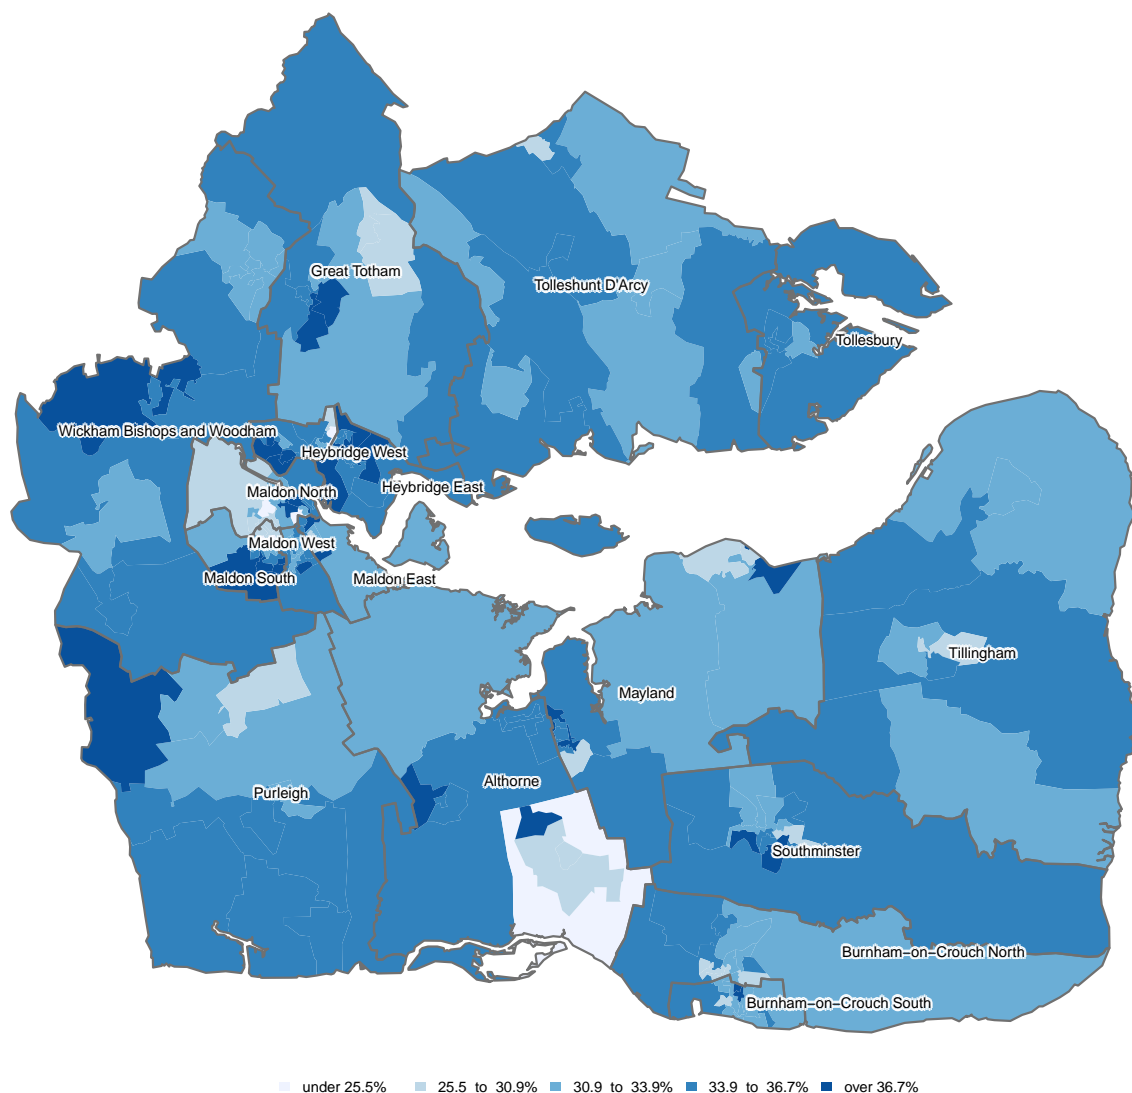 Great Totham
Tolleshunt D'Arcy
Tollesbury
Wickham Bishops and Woodham
Heybridge West
Heybridge East
Maldon North
Maldon West
Maldon South
Maldon East
Tillingham
Mayland
Althorne
Purleigh
Southminster
Burnham−on−Crouch North
Burnham−on−Crouch South
under 25.5%
25.5 to 30.9%
30.9 to 33.9%
33.9 to 36.7%
over 36.7%